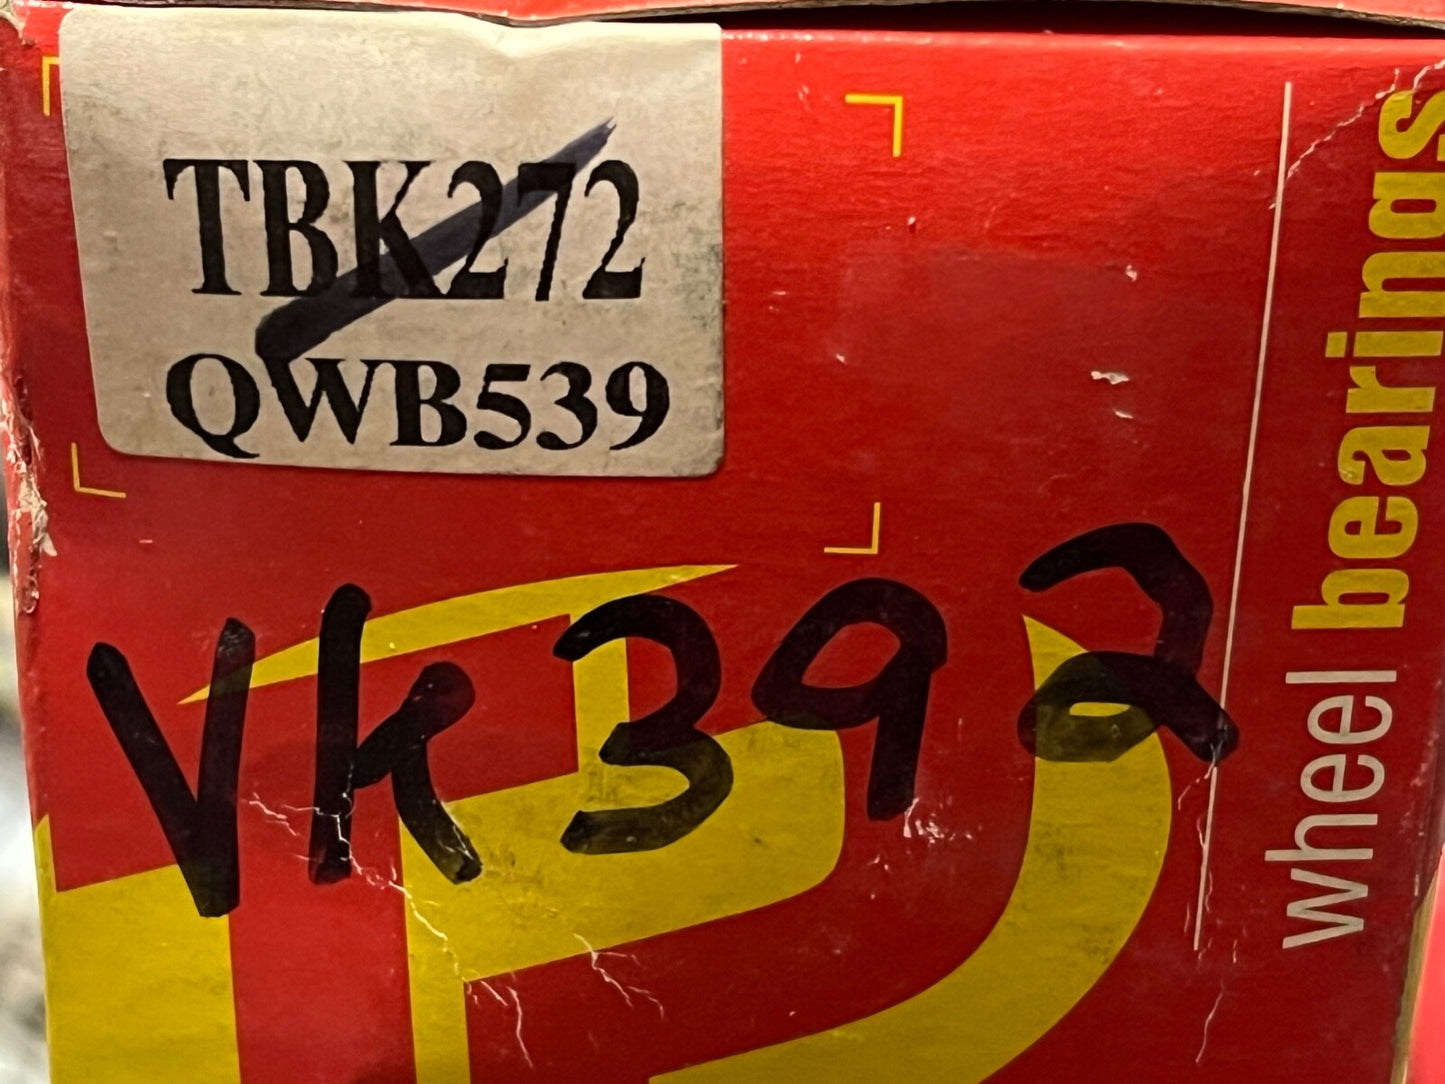 TBK272
QWB539
VK392
wheel bearings